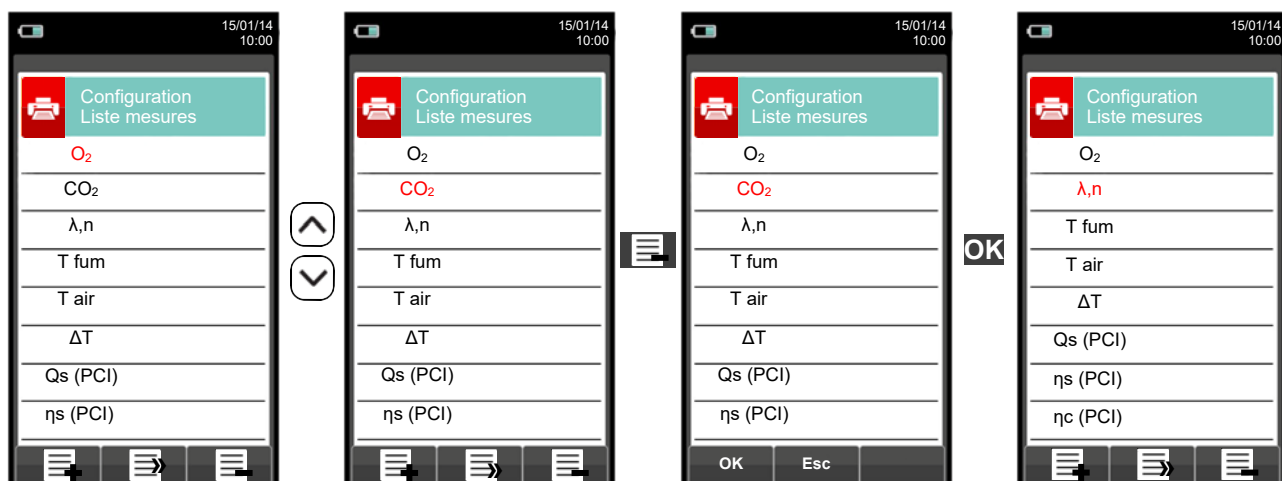 15/01/14
10:00
Configuration
Liste mesures
O₂
CO₂
λ,n
T fum
T air
ΔT
Qs (PCI)
ηs (PCI)
15/01/14
10:00
Configuration
Liste mesures
O₂
CO₂
λ,n
T fum
T air
ΔT
Qs (PCI)
ηs (PCI)
15/01/14
10:00
Configuration
Liste mesures
O₂
CO₂
λ,n
T fum
T air
ΔT
Qs (PCI)
ηs (PCI)
OK Esc
OK
15/01/14
10:00
Configuration
Liste mesures
O₂
λ,n
T fum
T air
ΔT
Qs (PCI)
ηs (PCI)
ηc (PCI)